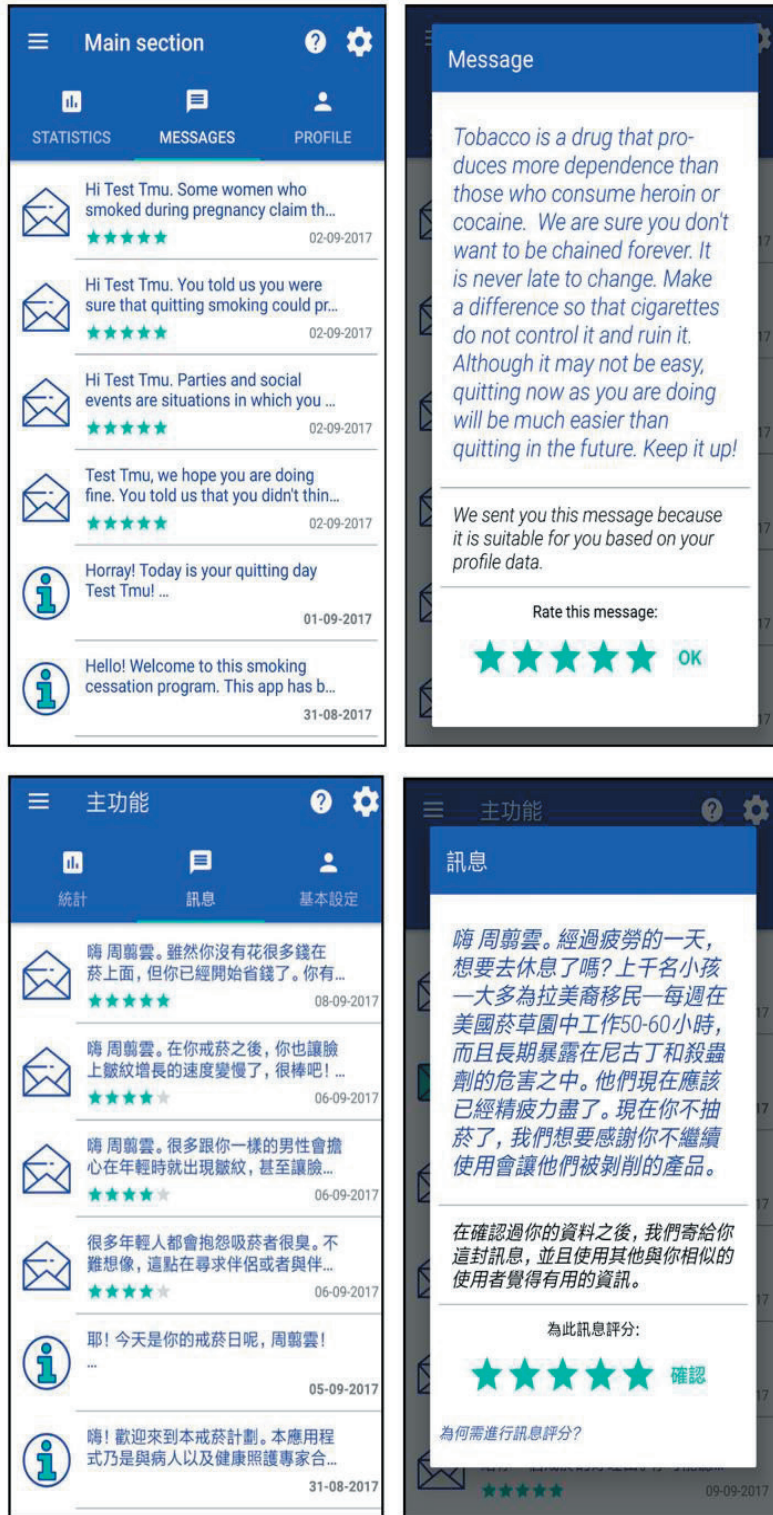 Main section
STATISTICS
MESSAGES
PROFILE
Hi Test Tmu. Some women who
smoked during pregnancy claim th...
02-09-2017
Hi Test Tmu. You told us you were
sure that quitting smoking could pr...
02-09-2017
Hi Test Tmu. Parties and social
events are situations in which you ...
02-09-2017
Test Tmu, we hope you are doing
fine. You told us that you didn't thin...
02-09-2017
Horray! Today is your quitting day
Test Tmu! ...
01-09-2017
Hello! Welcome to this smoking
cessation program. This app has b...
31-08-2017
Message
Tobacco is a drug that pro-
duces more dependence than
those who consume heroin or
cocaine. We are sure you don't
want to be chained forever. It
is never late to change. Make
a difference so that cigarettes
do not control it and ruin it.
Although it may not be easy,
quitting now as you are doing
will be much easier than
quitting in the future. Keep it up!
We sent you this message because
it is suitable for you based on your
profile data.
Rate this message:
OK
17
17
17
17
17
17
主功能
統計
訊息
基本設定
嗨 周翦雲。雖然你沒有花很多錢在
菸上面，但你已經開始省錢了。你有...
08-09-2017
嗨 周翦雲。在你戒菸之後，你也讓臉
上皺紋增長的速度變慢了，很棒吧！...
06-09-2017
嗨 周翦雲。很多跟你一樣的男性會擔
心在年輕時就出現皺紋，甚至讓臉...
06-09-2017
很多年輕人都會抱怨吸菸者很臭。不
難想像，這點在尋求伴侶或者與伴...
06-09-2017
耶！今天是你的戒菸日呢，周翦雲！
...
05-09-2017
嗨！歡迎來到本戒菸計劃。本應用程
式乃是與病人以及健康照護專家合...
31-08-2017
主功能
訊息
嗨 周翦雲。經過疲勞的一天，
想要去休息了嗎？上千名小孩
—大多為拉美裔移民—每週在
美國菸草園中工作50-60小時，
而且長期暴露在尼古丁和殺蟲
劑的危害之中。他們現在應該
已經精疲力盡了。現在你不抽
菸了，我們想要感謝你不繼續
使用會讓他們被剝削的產品。
在確認過你的資料之後，我們寄給你
這封訊息，並且使用其他與你相似的
使用者覺得有用的資訊。
為此訊息評分：
確認
為何需進行訊息評分？
17
17
17
17
17
09-09-2017